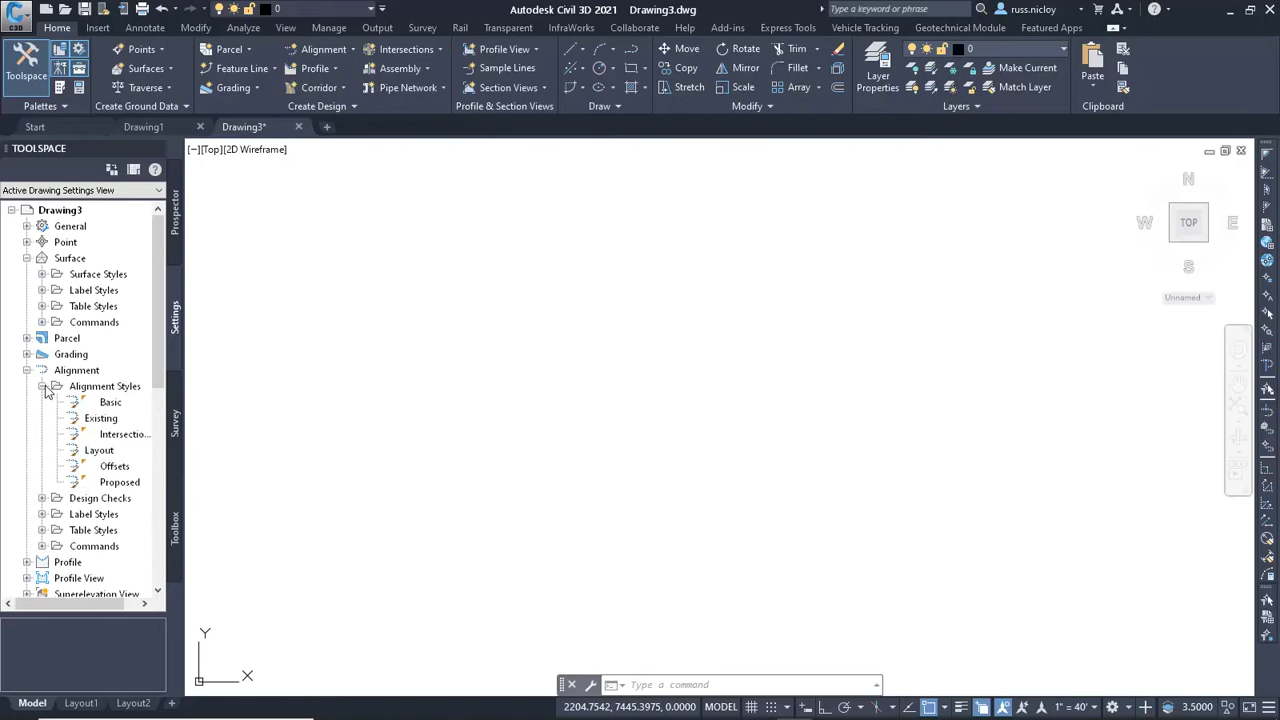 C3D 0 Autodesk Civil 3D 2021 Drawing3.dwg Type a keyword or phrase russ.nicloy
Home Insert Annotate Modify Analyze View Manage Output Survey Rail Transparent InfraWorks Collaborate Help Add-ins Express Tools Vehicle Tracking Geotechnical Module Featured Apps
Toolspace Points Parcel Alignment Intersections Profile View Move Rotate Trim Layer Properties 0 Paste
Surfaces Feature Line Profile Assembly Sample Lines Copy Mirror Fillet Make Current
Traverse Grading Corridor Pipe Network Section Views Stretch Scale Array Match Layer
Palettes Create Ground Data Create Design Profile & Section Views Draw Modify Layers Clipboard
Start Drawing1 Drawing3*
TOOLSPACE
[−][Top][2D Wireframe]
Active Drawing Settings View
Drawing3
General
Point
Surface
Surface Styles
Label Styles
Table Styles
Commands
Parcel
Grading
Alignment
Alignment Styles
Basic
Existing
Intersectio...
Layout
Offsets
Proposed
Design Checks
Label Styles
Table Styles
Commands
Profile
Profile View
Superelevation View
Prospector
Settings
Survey
Toolbox
N
W TOP E
S
Unnamed
Y
X
Type a command
Model Layout1 Layout2 + 2204.7542, 7445.3975, 0.0000 MODEL 1" = 40' 3.5000